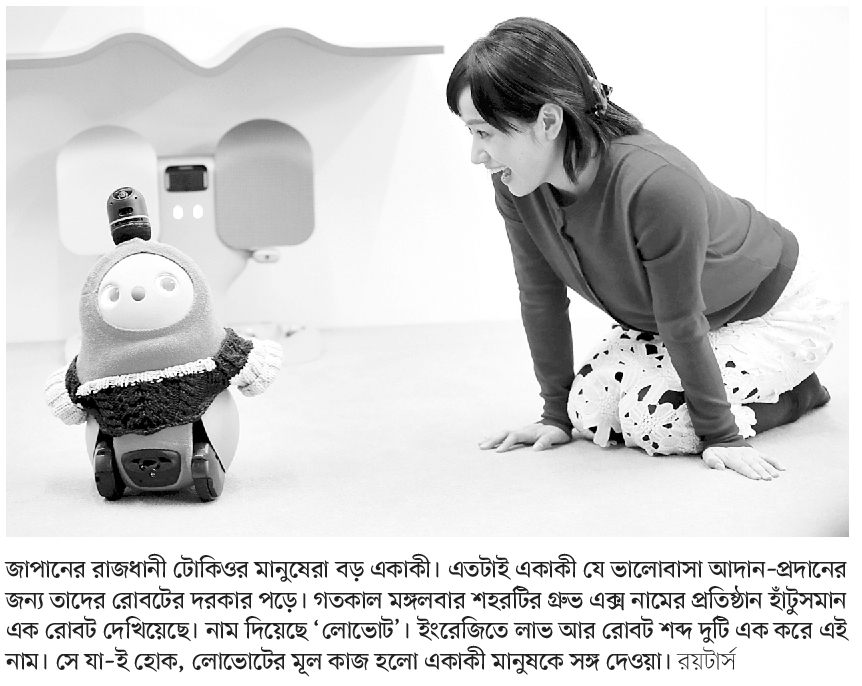 জাপানের রাজধানী টোকিওর মানুষেরা বড় একাকী। এতটাই একাকী যে ভালোবাসা আদান-প্রদানের
জন্য তাদের রোবটের দরকার পড়ে। গতকাল মঙ্গলবার শহরটির গ্রুভ এক্স নামের প্রতিষ্ঠান হাঁটুসমান
এক রোবট দেখিয়েছে। নাম দিয়েছে ‘লোভোট’। ইংরেজিতে লাভ আর রোবট শব্দ দুটি এক করে এই
নাম। সে যা-ই হোক, লোভোটের মূল কাজ হলো একাকী মানুষকে সঙ্গ দেওয়া। রয়টার্স